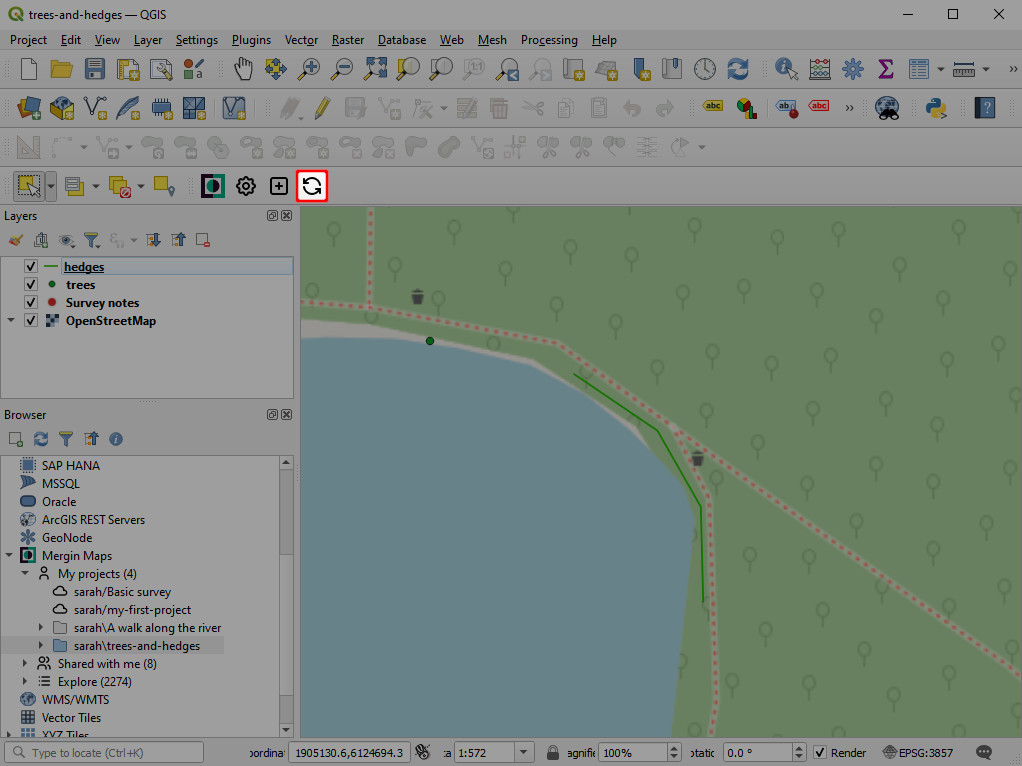 trees-and-hedges — QGIS
Project Edit View Layer Settings Plugins Vector Raster Database Web Mesh Processing Help
abc
ab
abc
Layers
hedges
trees
Survey notes
OpenStreetMap
Browser
SAP HANA
MSSQL
Oracle
ArcGIS REST Servers
GeoNode
Mergin Maps
My projects (4)
sarah/Basic survey
sarah/my-first-project
sarah\A walk along the river
sarah\trees-and-hedges
Shared with me (8)
Explore (2274)
WMS/WMTS
Vector Tiles
XYZ Tiles
Type to locate (Ctrl+K) oordina 1905130.6,6124694.3 1:572 agnifie 100% otatic 0.0 ° Render EPSG:3857